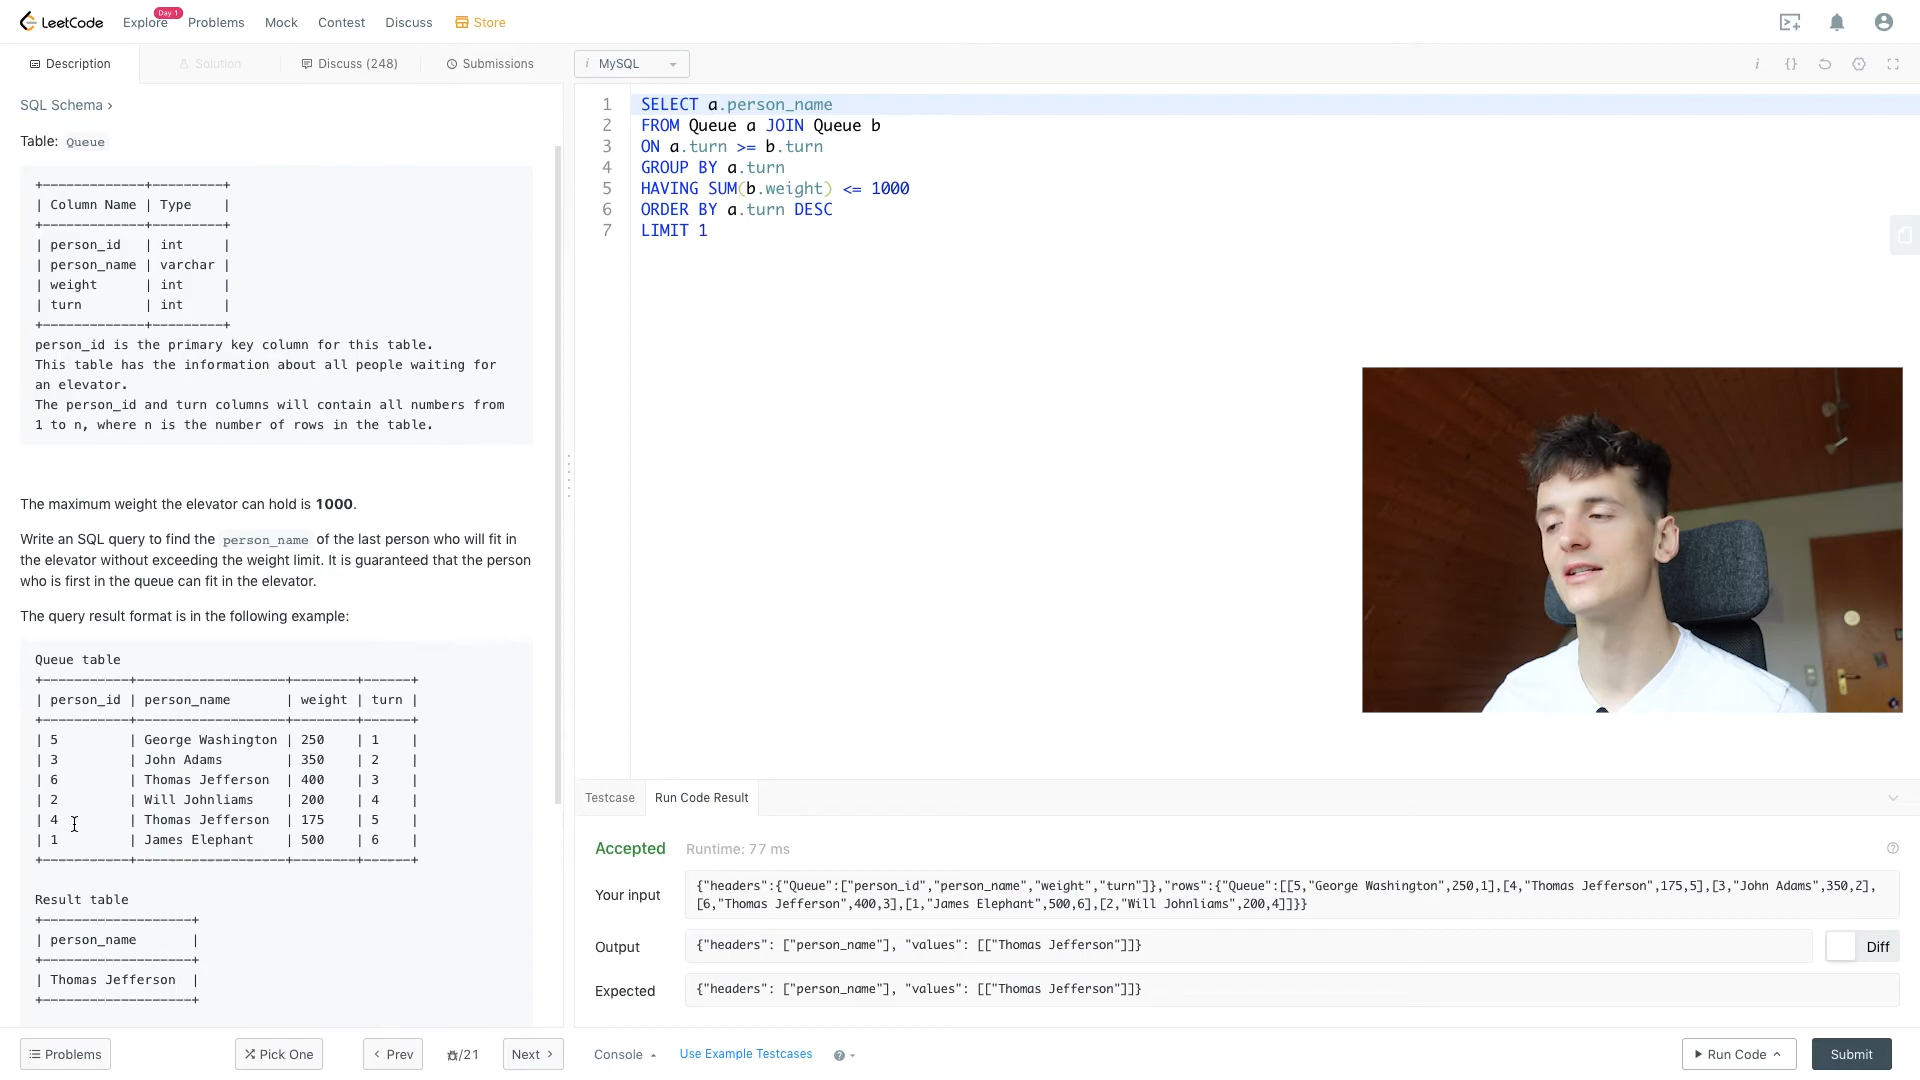 LeetCode
Explore
Day 1
Problems
Mock
Contest
Discuss
Store
Description
Solution
Discuss (248)
Submissions
i MySQL
SQL Schema >
Table: Queue
+-------------+---------+
| Column Name | Type    |
+-------------+---------+
| person_id   | int     |
| person_name | varchar |
| weight      | int     |
| turn        | int     |
+-------------+---------+
person_id is the primary key column for this table.
This table has the information about all people waiting for
an elevator.
The person_id and turn columns will contain all numbers from
1 to n, where n is the number of rows in the table.
The maximum weight the elevator can hold is 1000.
Write an SQL query to find the person_name of the last person who will fit in
the elevator without exceeding the weight limit. It is guaranteed that the person
who is first in the queue can fit in the elevator.
The query result format is in the following example:
Queue table
+-----------+-------------------+--------+------+
| person_id | person_name       | weight | turn |
+-----------+-------------------+--------+------+
| 5         | George Washington | 250    | 1    |
| 3         | John Adams        | 350    | 2    |
| 6         | Thomas Jefferson  | 400    | 3    |
| 2         | Will Johnliams    | 200    | 4    |
| 4         | Thomas Jefferson  | 175    | 5    |
| 1         | James Elephant    | 500    | 6    |
+-----------+-------------------+--------+------+
Result table
+-------------------+
| person_name       |
+-------------------+
| Thomas Jefferson  |
+-------------------+
1 SELECT a.person_name
2 FROM Queue a JOIN Queue b
3 ON a.turn >= b.turn
4 GROUP BY a.turn
5 HAVING SUM(b.weight) <= 1000
6 ORDER BY a.turn DESC
7 LIMIT 1
Testcase
Run Code Result
Accepted
Runtime: 77 ms
Your input
{"headers":{"Queue":["person_id","person_name","weight","turn"]},"rows":{"Queue":[[5,"George Washington",250,1],[4,"Thomas Jefferson",175,5],[3,"John Adams",350,2],
[6,"Thomas Jefferson",400,3],[1,"James Elephant",500,6],[2,"Will Johnliams",200,4]]}}
Output
{"headers": ["person_name"], "values": [["Thomas Jefferson"]]}
Diff
Expected
{"headers": ["person_name"], "values": [["Thomas Jefferson"]]}
Problems
Pick One
< Prev
/21
Next >
Console
Use Example Testcases
Run Code
Submit